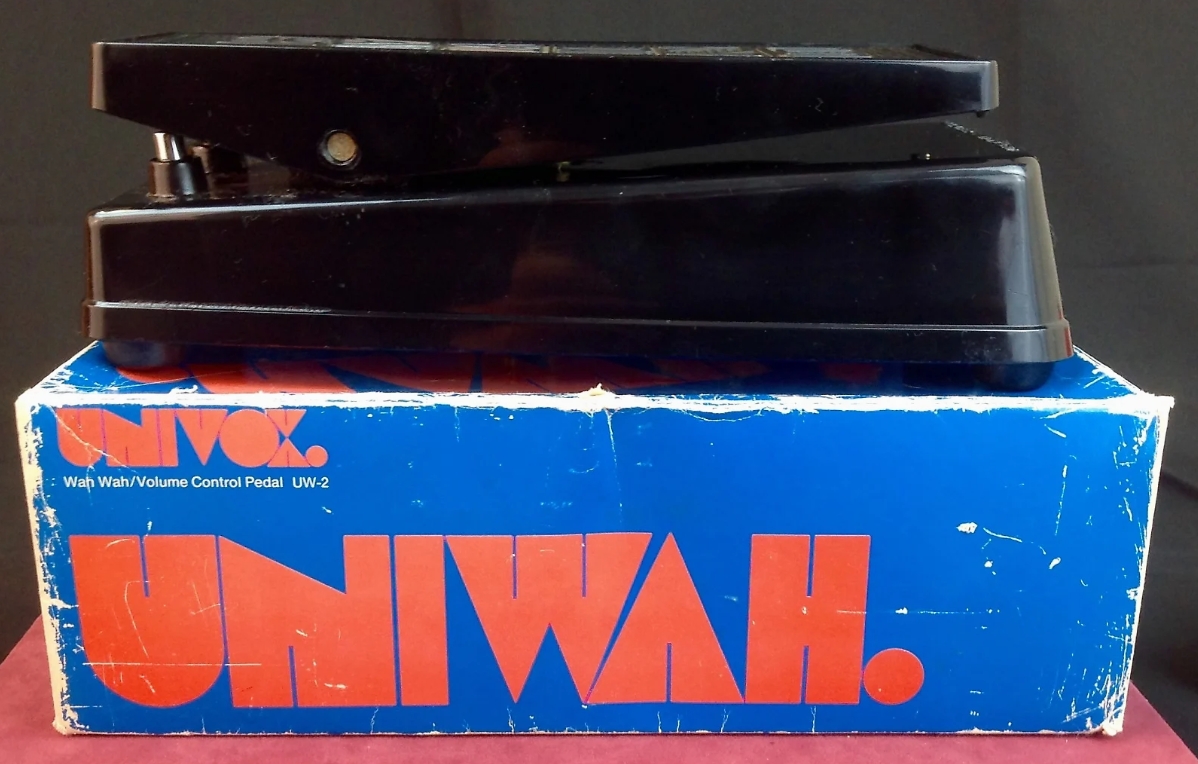 UNIVOX.
Wah Wah/Volume Control Pedal UW-2
UNIWAH.